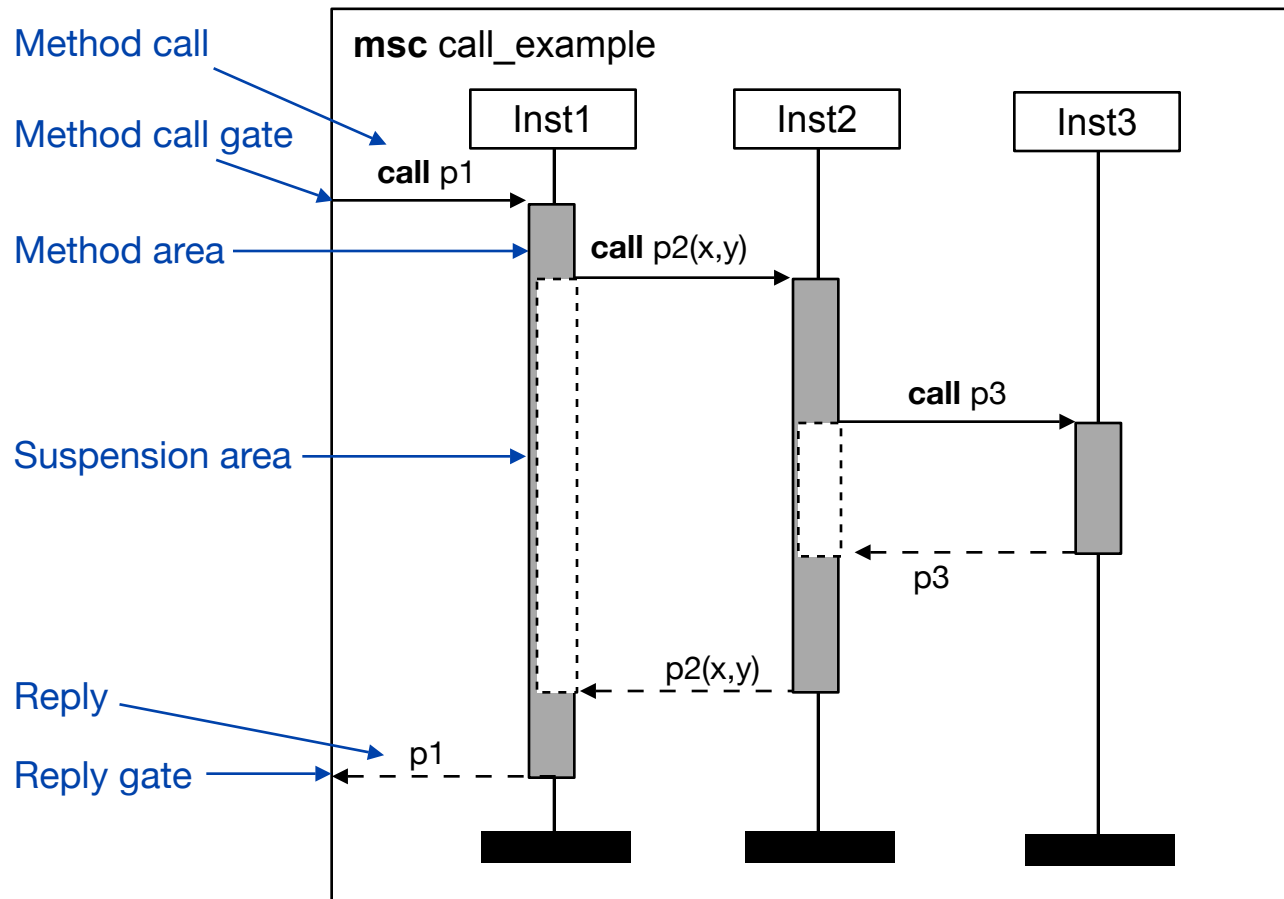 Method call
msc call_example
Inst1
Inst2
Inst3
Method call gate
call p1
Method area
call p2(x,y)
call p3
Suspension area
p3
p2(x,y)
Reply
p1
Reply gate